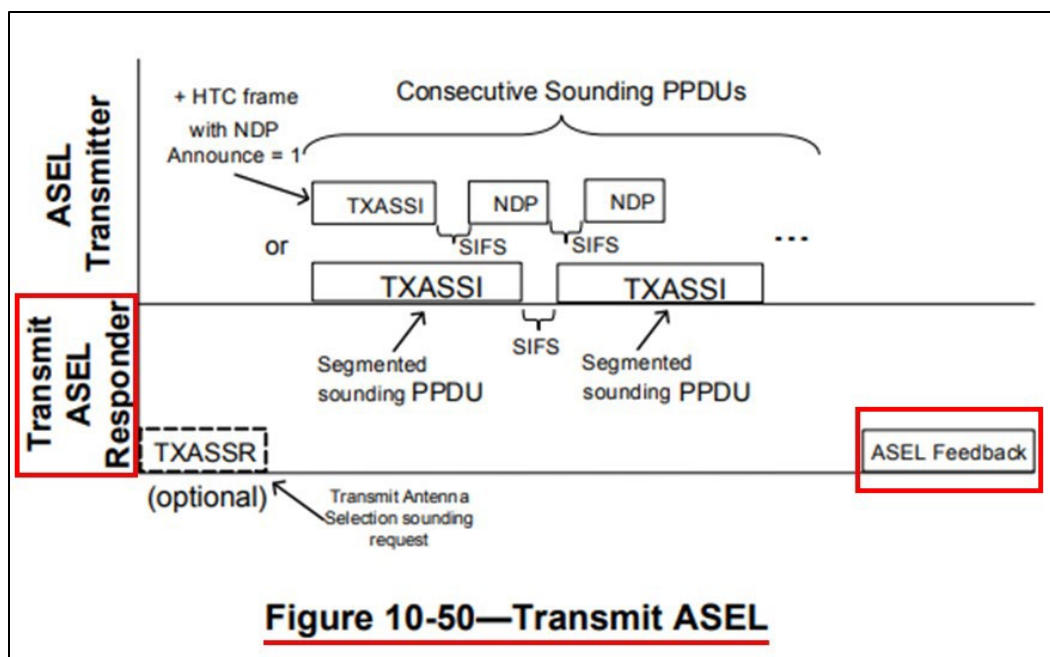 ASEL
Transmitter
+ HTC frame
with NDP
Announce = 1
Consecutive Sounding PPDUs
TXASSI
NDP
NDP
SIFS
SIFS
...
or
TXASSI
TXASSI
SIFS
Segmented
sounding PPDU
Segmented
sounding PPDU
Transmit
ASEL
Responder
TXASSR
(optional)
Transmit Antenna
Selection sounding
request
ASEL Feedback
Figure 10-50—Transmit ASEL